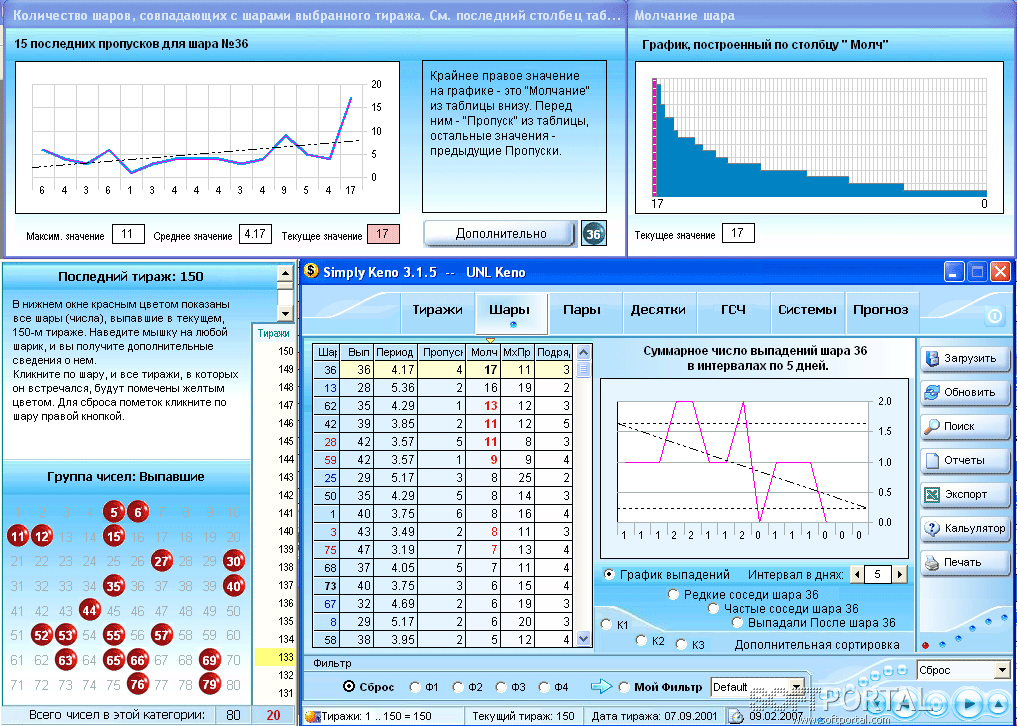 Количество шаров, совпадающих с шарами выбранного тиража. См. последний столбец таб...
15 последних пропусков для шара №36
20
15
10
5
0
6 4 3 6 1 3 4 4 4 3 4 9 5 4 17
Максим. значение 11 Среднее значение 4.17 Текущее значение 17
Крайнее правое значение
на графике - это "Молчание"
из таблицы внизу. Перед
ним - "Пропуск" из таблицы,
остальные значения -
предыдущие Пропуски.
Дополнительно 36
Молчание шара
График, построенный по столбцу " Молч"
17 0
Текущее значение 17
Последний тираж: 150
В нижнем окне красным цветом показаны
все шары (числа), выпавшие в текущем,
150-м тираже. Наведите мышку на любой
шарик, и вы получите дополнительные
сведения о нем.
Кликните по шару, и все тиражи, в которых
он встречался, будут помечены желтым
цветом. Для сброса пометок кликните по
шару правой кнопкой.
Группа чисел: Выпавшие
1 2 3 4 5 6 7 8 9 10
11 12 13 14 15 16 17 18 19 20
21 22 23 24 25 26 27 28 29 30
31 32 33 34 35 36 37 38 39 40
41 42 43 44 45 46 47 48 49 50
51 52 53 54 55 56 57 58 59 60
61 62 63 64 65 66 67 68 69 70
71 72 73 74 75 76 77 78 79 80
Всего чисел в этой категории: 80 20
Тиражи
150
149
148
147
146
145
144
143
142
141
140
139
138
137
136
135
134
133
132
131
Simply Keno 3.1.5 -- UNL Keno
Тиражи Шары Пары Десятки ГСЧ Системы Прогноз
Шар Вып Период Пропуск Молч МхПр Подряд
36 36 4.17 4 17 11 3
13 28 5.36 2 16 19 2
62 35 4.29 1 13 12 3
42 39 3.85 2 11 12 5
28 42 3.57 5 11 8 3
59 42 3.57 1 9 9 4
25 29 5.17 3 8 25 2
50 35 4.29 5 8 14 3
1 40 3.75 6 8 16 4
3 43 3.49 2 8 11 3
75 47 3.19 7 7 13 4
68 37 4.05 5 7 11 4
73 40 3.75 3 6 15 4
67 32 4.69 2 6 19 3
8 29 5.17 2 6 20 3
58 38 3.95 2 5 12 4
Суммарное число выпадений шара 36
в интервалах по 5 дней.
2.0
1.5
1.0
0.5
0.0
1 1 1 2 2 1 1 2 0 1 1 1 0 0 0
График выпадений Интервал в днях: 5
Редкие соседи шара 36
Частые соседи шара 36
Выпадали После шара 36
К1
К2 К3 Дополнительная сортировка
Загрузить
Обновить
Поиск
Отчеты
Экспорт
Калькулятор
Печать
Фильтр
Сброс Ф1 Ф2 Ф3 Ф4 Мой Фильтр Default
Сброс
Тиражи: 1 .. 150 = 150 Текущий тираж: 150 Дата тиража: 07.09.2001 09.02.2007
SOFTPORTAL
www.softportal.com